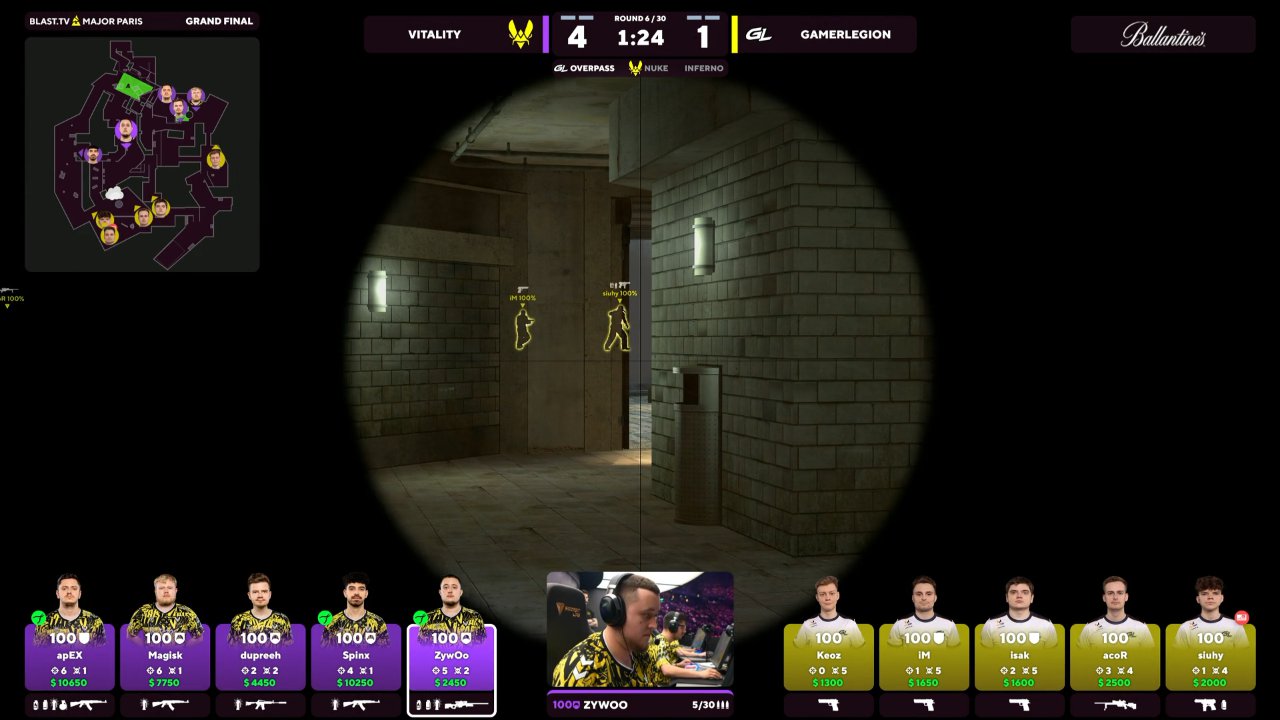 BLAST.TV MAJOR PARIS GRAND FINAL
VITALITY 4 ROUND 6 / 30 1:24 1 GL GAMERLEGION
Ballantine's
GL OVERPASS NUKE INFERNO
A
iM 100%
siuhy 100%
R 100%
100 100 100 100 100
apEX Magisk dupreeh Spinx ZywOo
6 1 6 1 2 2 4 1 5 2
$10650 $7750 $4450 $10250 $2450
100 ZYWOO 5/30
100 100 100 100 100
Keoz iM isak acoR siuhy
0 5 1 5 2 5 3 4 1 4
$1300 $1650 $1600 $2500 $2000